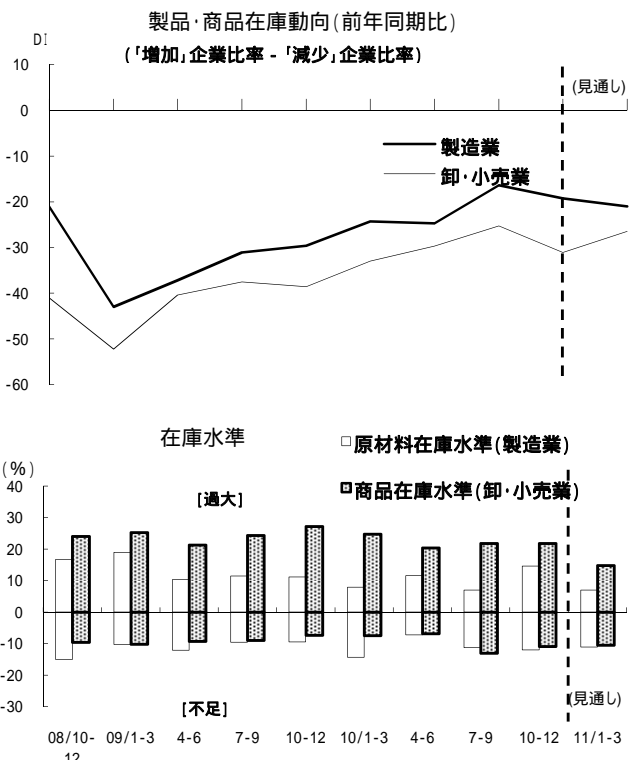 製品･商品在庫動向(前年同期比)
DI
(｢増加｣企業比率 - ｢減少｣企業比率)
10
(見通し)
0
-10
製造業
卸･小売業
-20
-30
-40
-50
-60
在庫水準
原材料在庫水準(製造業)
(%)
商品在庫水準(卸･小売業)
40
[過大]
30
20
10
0
-10
-20
(見通し)
-30
[不足]
08/10-12 09/1-3 4-6 7-9 10-12 10/1-3 4-6 7-9 10-12 11/1-3